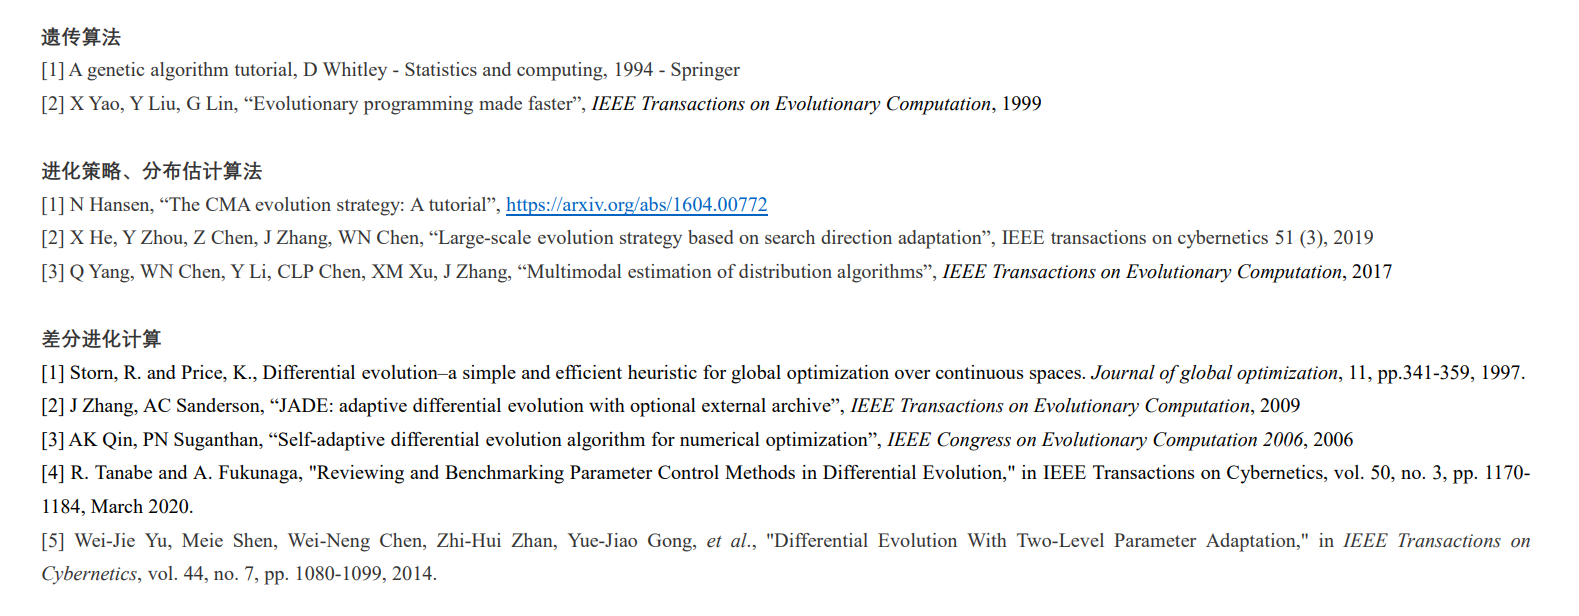 遗传算法
[1] A genetic algorithm tutorial, D Whitley - Statistics and computing, 1994 - Springer
[2] X Yao, Y Liu, G Lin, “Evolutionary programming made faster”, IEEE Transactions on Evolutionary Computation, 1999
进化策略、分布估计算法
[1] N Hansen, “The CMA evolution strategy: A tutorial”, https://arxiv.org/abs/1604.00772
[2] X He, Y Zhou, Z Chen, J Zhang, WN Chen, “Large-scale evolution strategy based on search direction adaptation”, IEEE transactions on cybernetics 51 (3), 2019
[3] Q Yang, WN Chen, Y Li, CLP Chen, XM Xu, J Zhang, “Multimodal estimation of distribution algorithms”, IEEE Transactions on Evolutionary Computation, 2017
差分进化计算
[1] Storn, R. and Price, K., Differential evolution–a simple and efficient heuristic for global optimization over continuous spaces. Journal of global optimization, 11, pp.341-359, 1997.
[2] J Zhang, AC Sanderson, “JADE: adaptive differential evolution with optional external archive”, IEEE Transactions on Evolutionary Computation, 2009
[3] AK Qin, PN Suganthan, “Self-adaptive differential evolution algorithm for numerical optimization”, IEEE Congress on Evolutionary Computation 2006, 2006
[4] R. Tanabe and A. Fukunaga, "Reviewing and Benchmarking Parameter Control Methods in Differential Evolution," in IEEE Transactions on Cybernetics, vol. 50, no. 3, pp. 1170-
1184, March 2020.
[5] Wei-Jie Yu, Meie Shen, Wei-Neng Chen, Zhi-Hui Zhan, Yue-Jiao Gong, et al., "Differential Evolution With Two-Level Parameter Adaptation," in IEEE Transactions on
Cybernetics, vol. 44, no. 7, pp. 1080-1099, 2014.